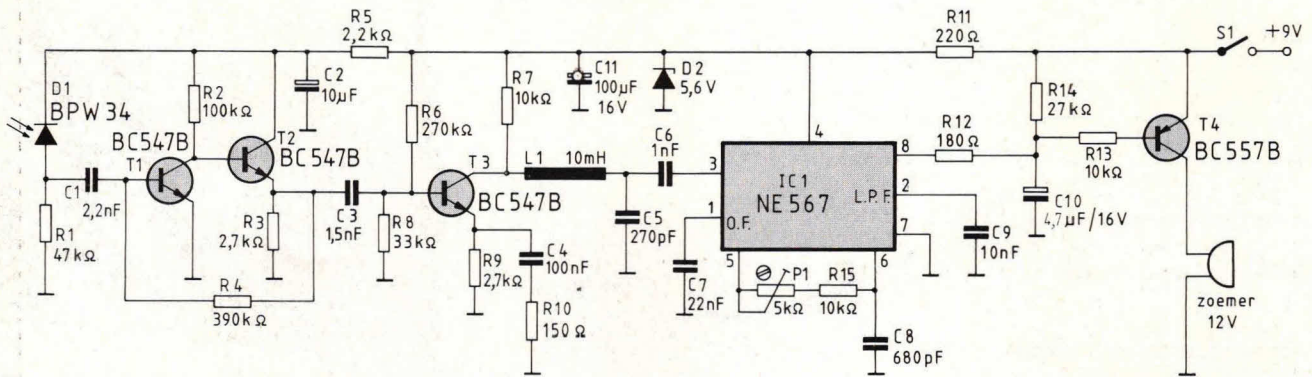 D1
BPW34
R1
47kΩ
C1
2,2nF
R2
100kΩ
BC547B
T1
T2
BC547B
C2
10µF
R3
2,7kΩ
R4
390kΩ
R5
2,2kΩ
C3
1,5nF
R6
270kΩ
R8
33kΩ
T3
BC547B
R7
10kΩ
R9
2,7kΩ
C4
100nF
R10
150Ω
L1
10mH
C11
100µF
16V
C5
270pF
C6
1nF
D2
5,6V
C7
22nF
3
1
O.F.
5
4
IC1
NE567
L.P.F.
8
2
7
6
P1
5kΩ
R15
10kΩ
C8
680pF
C9
10nF
R11
220Ω
R12
180Ω
R14
27kΩ
R13
10kΩ
C10
4,7µF/16V
T4
BC557B
S1
+9V
zoemer
12V